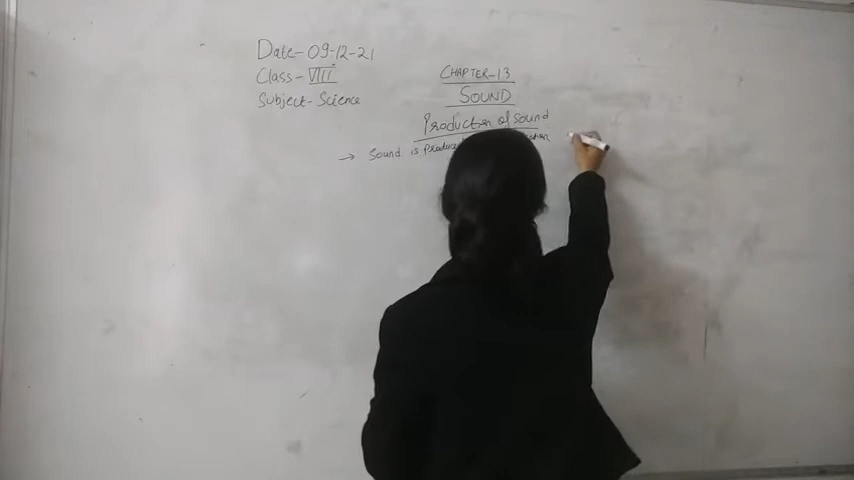 Date- 09-12-21
Class- VIII
Subject- Science
CHAPTER-13
SOUND
Production of sound
→ Sound is